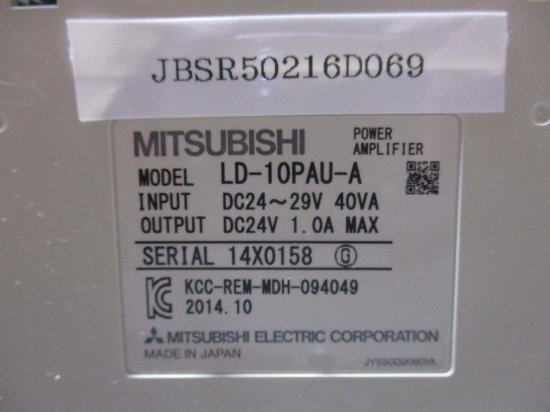 JBSR50216D069
MITSUBISHI POWER AMPLIFIER
MODEL LD-10PAU-A
INPUT DC24～29V 40VA
OUTPUT DC24V 1.0A MAX
SERIAL 14X0158 G
KCC-REM-MDH-094049
2014.10
MITSUBISHI ELECTRIC CORPORATION
MADE IN JAPAN JY550D20601A